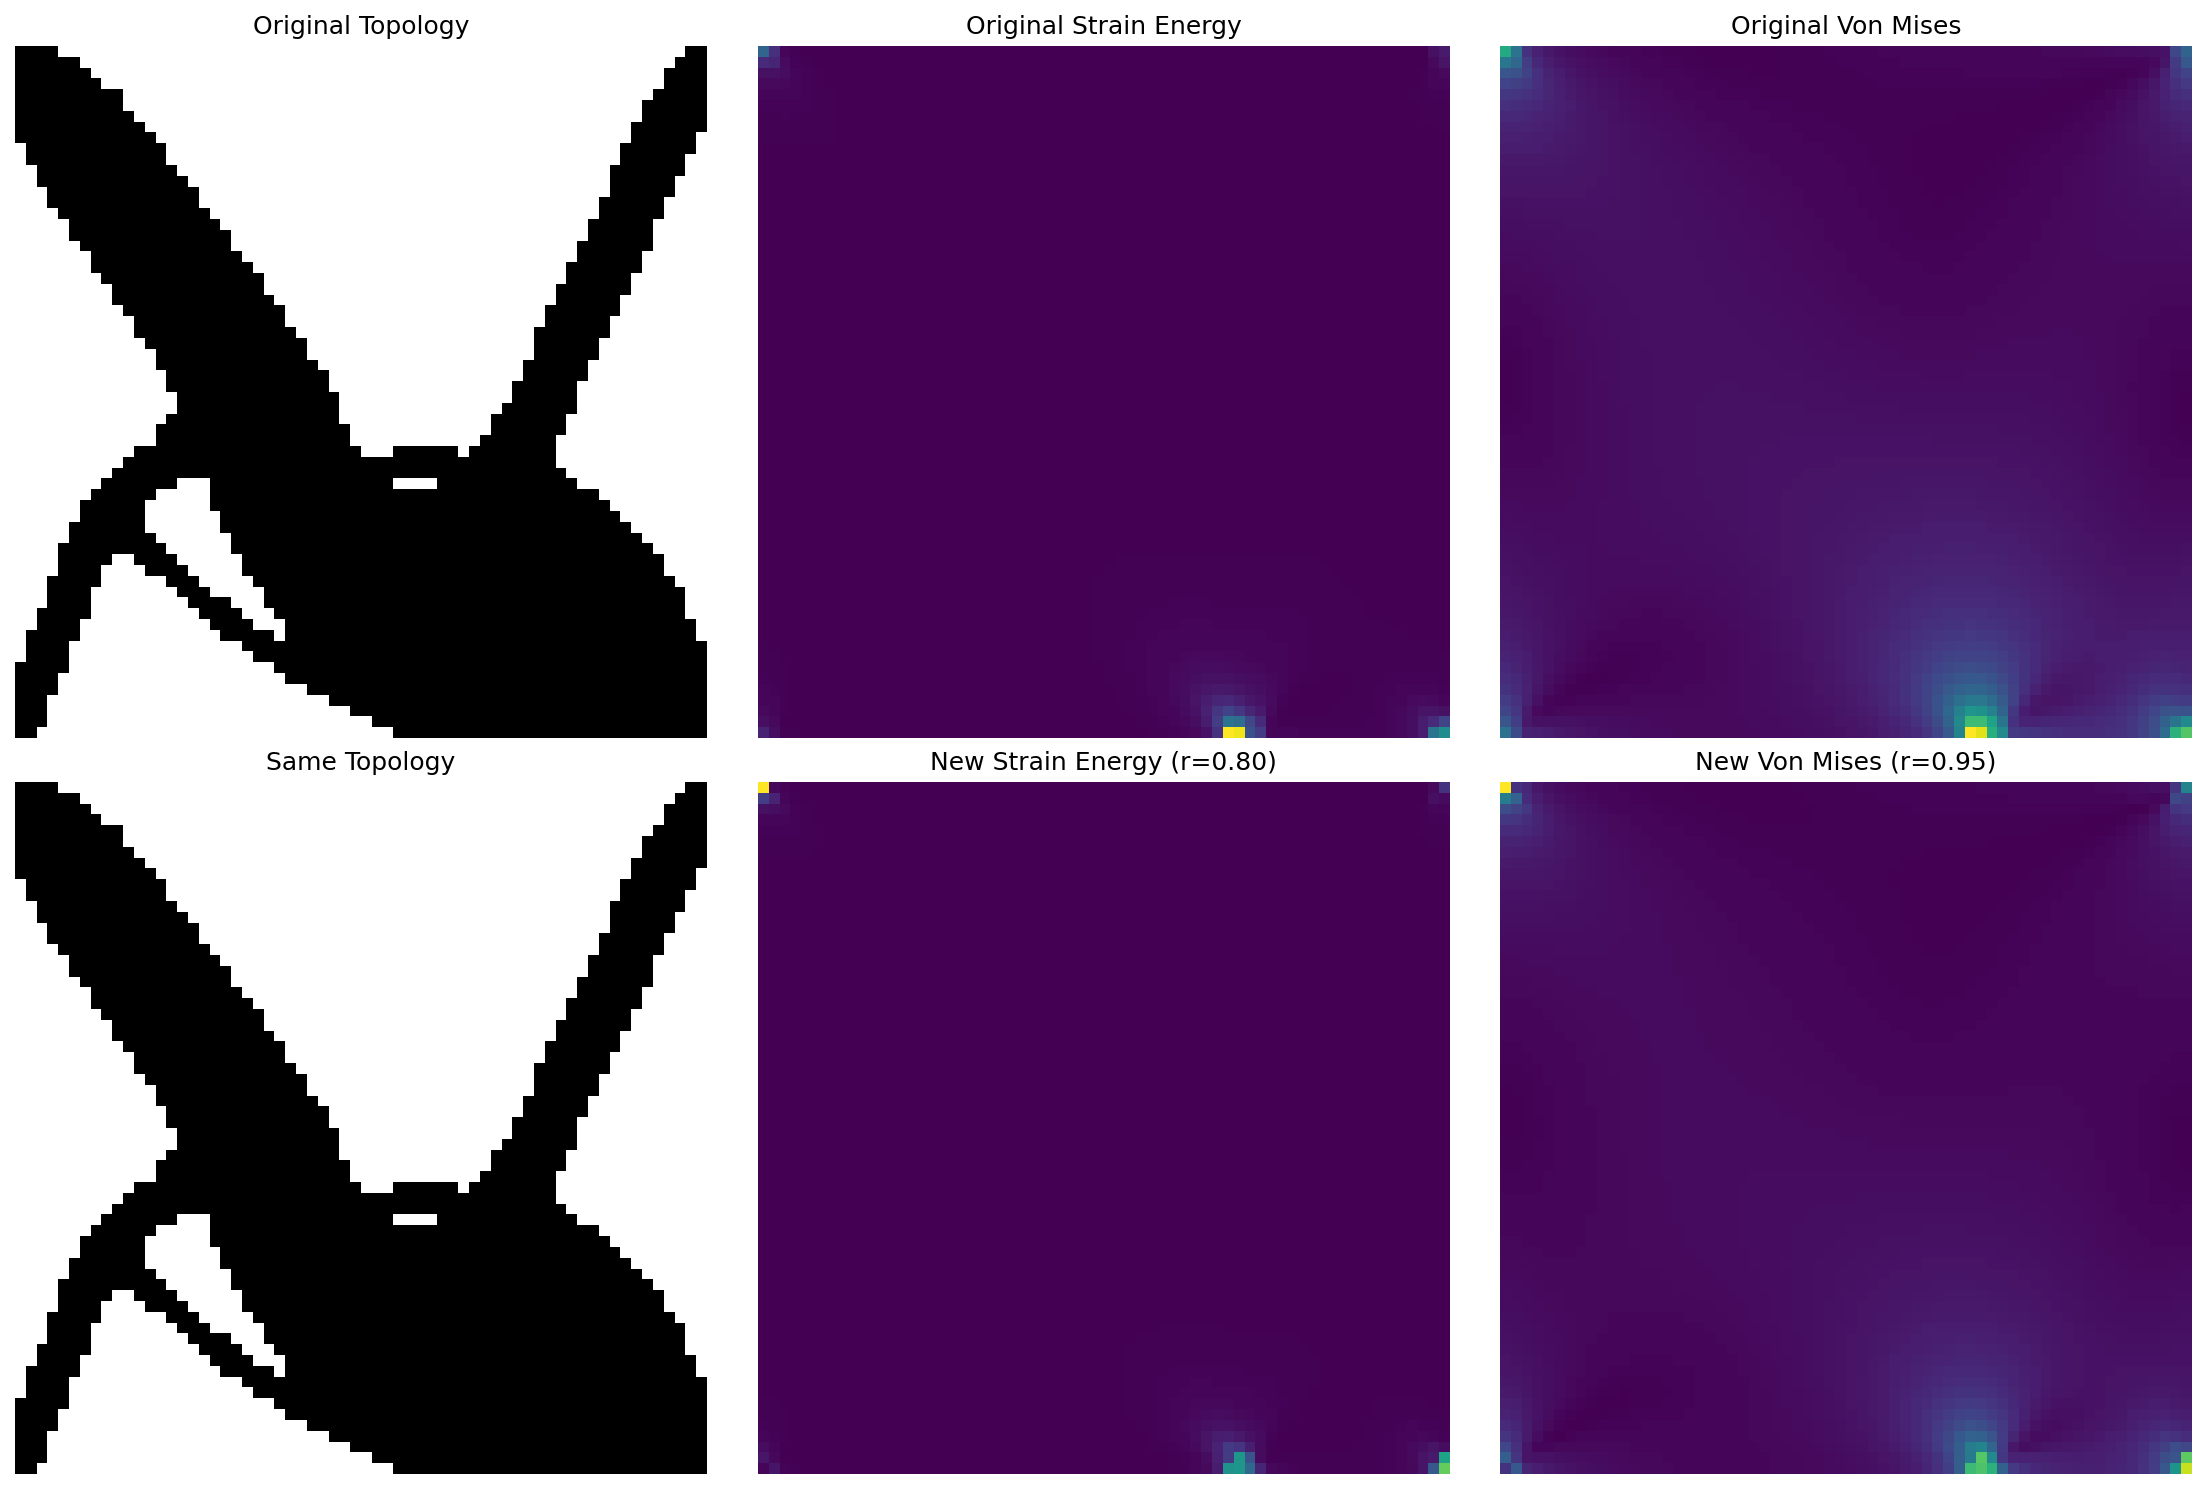 Original Topology
Original Strain Energy
Original Von Mises
Same Topology
New Strain Energy (r=0.80)
New Von Mises (r=0.95)